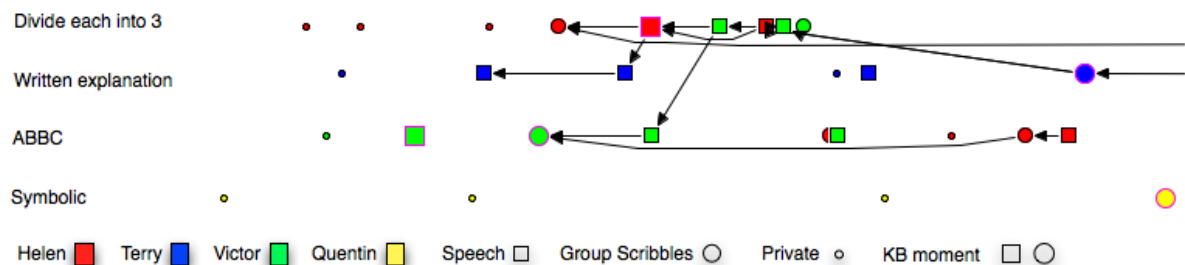 Divide each into 3
Written explanation
ABBC
Symbolic
Helen Terry Victor Quentin Speech Group Scribbles Private KB moment